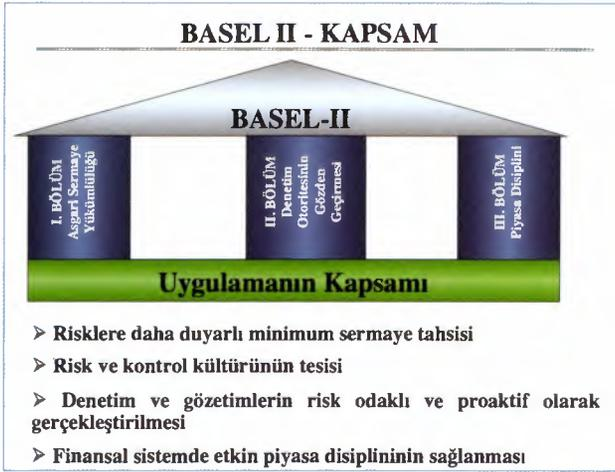 BASEL II - KAPSAM
BASEL-II
I. BÖLÜM
Asgari Sermaye
Yükümlülüğü
II. BÖLÜM
Denetim
Otoritesinin
Gözden
Geçirmesi
III. BÖLÜM
Piyasa Disiplini
Uygulamanın Kapsamı
➢ Risklere daha duyarlı minimum sermaye tahsisi
➢ Risk ve kontrol kültürünün tesisi
➢ Denetim ve gözetimlerin risk odaklı ve proaktif olarak
gerçekleştirilmesi
➢ Finansal sistemde etkin piyasa disiplininin sağlanması